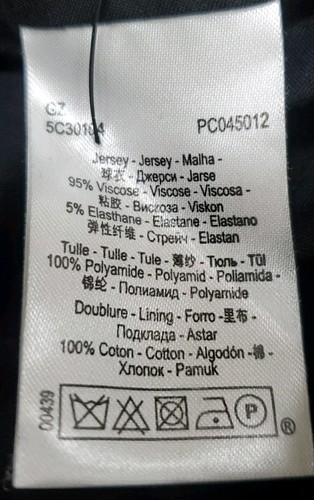 GZ
5C30104
PC045012
Jersey - Jersey - Malha -
球衣 - Джерси - Jarse
95% Viscose - Viscose - Viscosa -
粘胶 - Вискоза - Viskon
5% Elasthane - Elastane - Elastano
弹性纤维 - Стрейч - Elastan
Tulle - Tulle - Tule - 薄纱 - Тюль - Tül
100% Polyamide - Polyamid - Poliamida -
锦纶 - Полиамид - Polyamide
Doublure - Lining - Forro -里布 -
Подклада - Astar
100% Coton - Cotton - Algodón -棉 -
Хлопок - Pamuk
00439
P
®